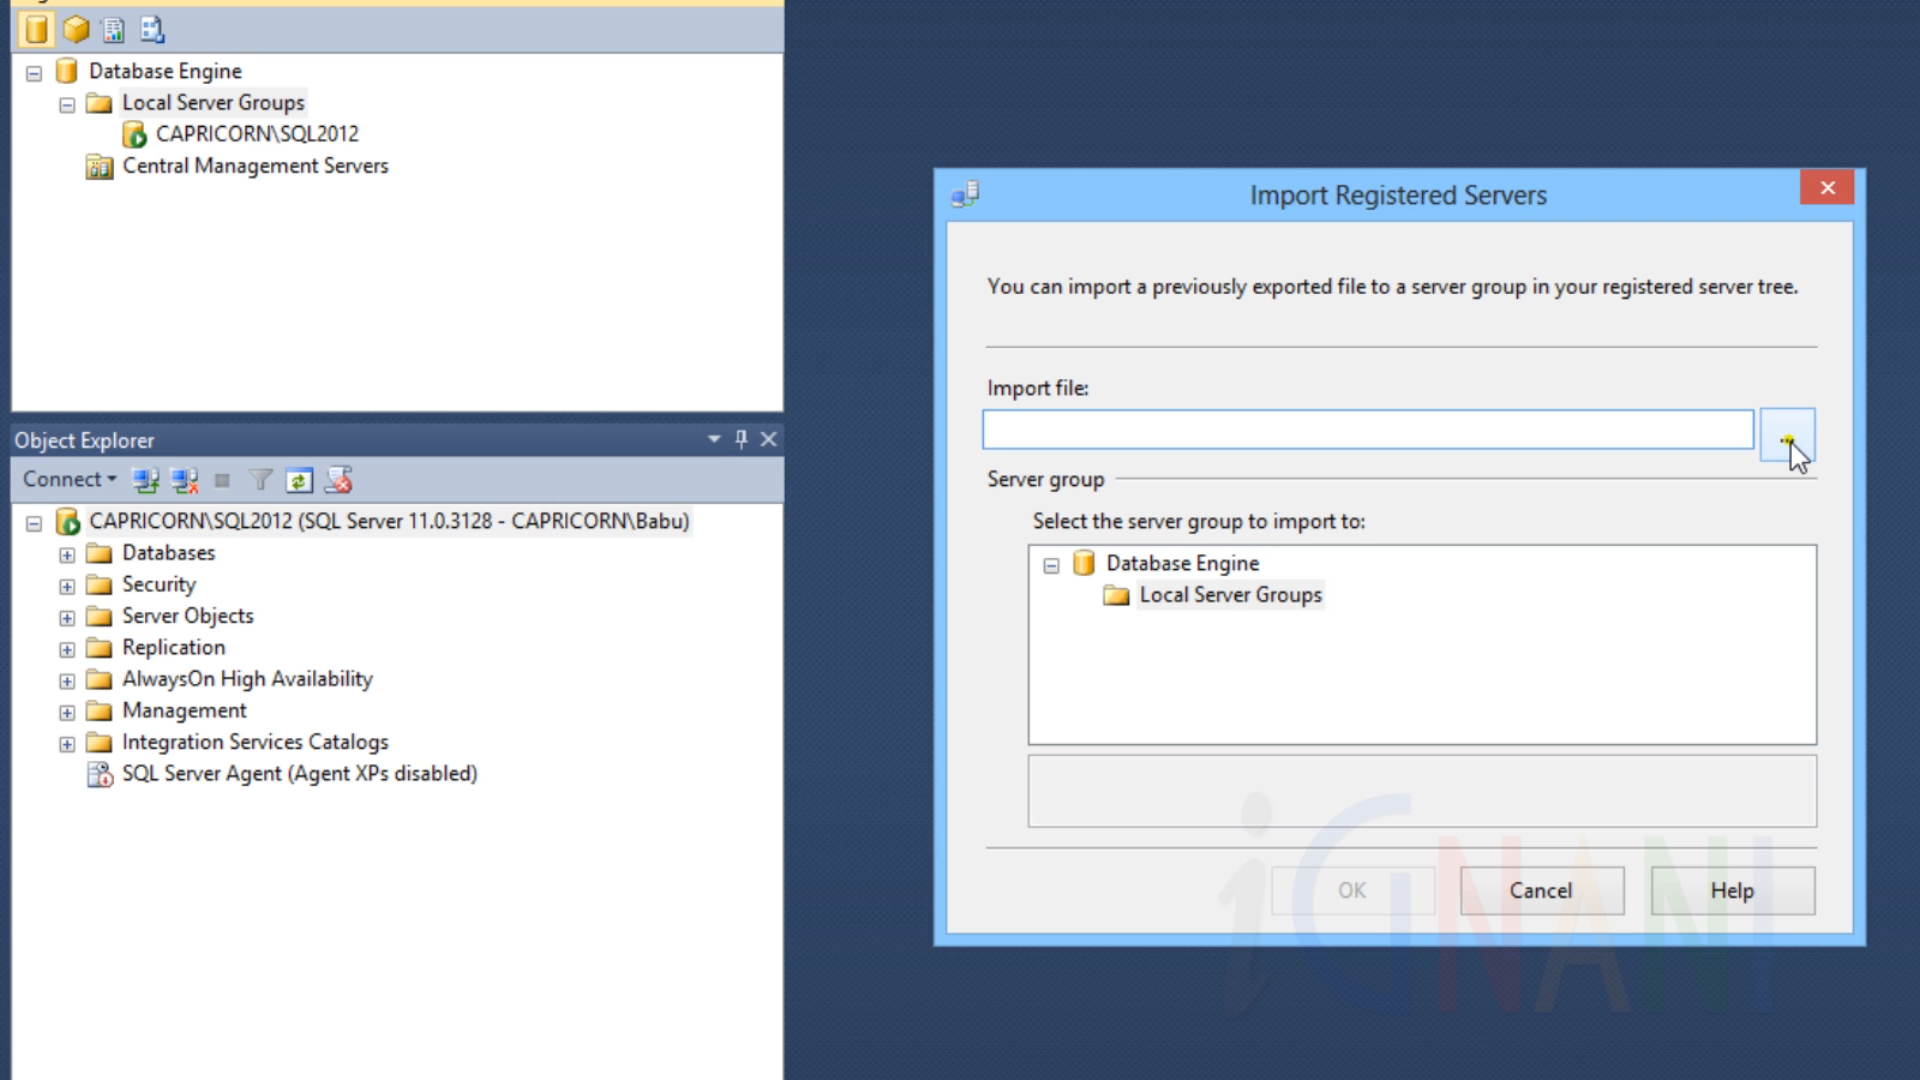 Database Engine
Local Server Groups
CAPRICORN\SQL2012
Central Management Servers
Object Explorer
Connect
CAPRICORN\SQL2012 (SQL Server 11.0.3128 - CAPRICORN\Babu)
Databases
Security
Server Objects
Replication
AlwaysOn High Availability
Management
Integration Services Catalogs
SQL Server Agent (Agent XPs disabled)
Import Registered Servers
You can import a previously exported file to a server group in your registered server tree.
Import file:
...
Server group
Select the server group to import to:
Database Engine
Local Server Groups
OK
Cancel
Help
iGNANI